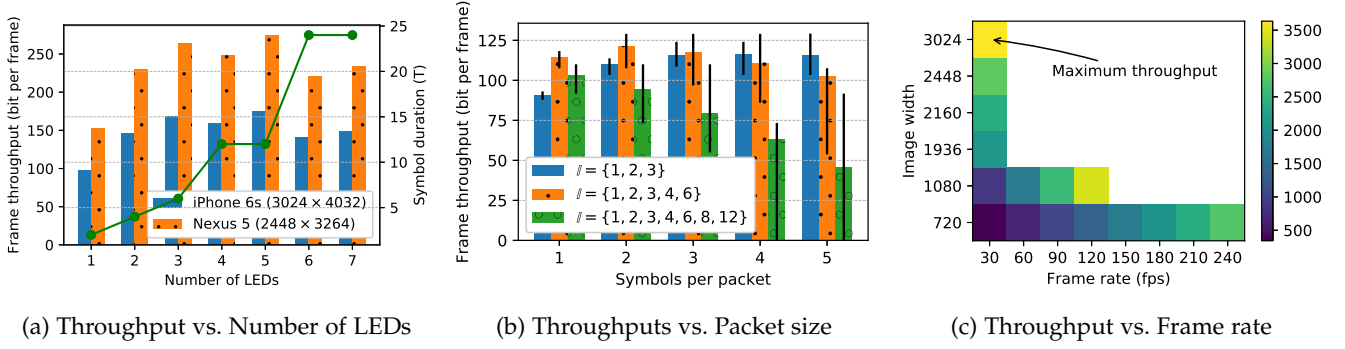 Frame throughput (bit per frame)
250
200
150
100
50
0
1 2 3 4 5 6 7
Number of LEDs
25
20
15
10
5
Symbol duration (T)
iPhone 6s (3024 × 4032)
Nexus 5 (2448 × 3264)
(a) Throughput vs. Number of LEDs
Frame throughput (bit per frame)
125
100
75
50
25
0
𝕀 = {1, 2, 3}
𝕀 = {1, 2, 3, 4, 6}
𝕀 = {1, 2, 3, 4, 6, 8, 12}
1 2 3 4 5
Symbols per packet
(b) Throughputs vs. Packet size
Image width
3024
2448
2160
1936
1080
720
Maximum throughput
30 60 90 120 150 180 210 240
Frame rate (fps)
3500
3000
2500
2000
1500
1000
500
(c) Throughput vs. Frame rate